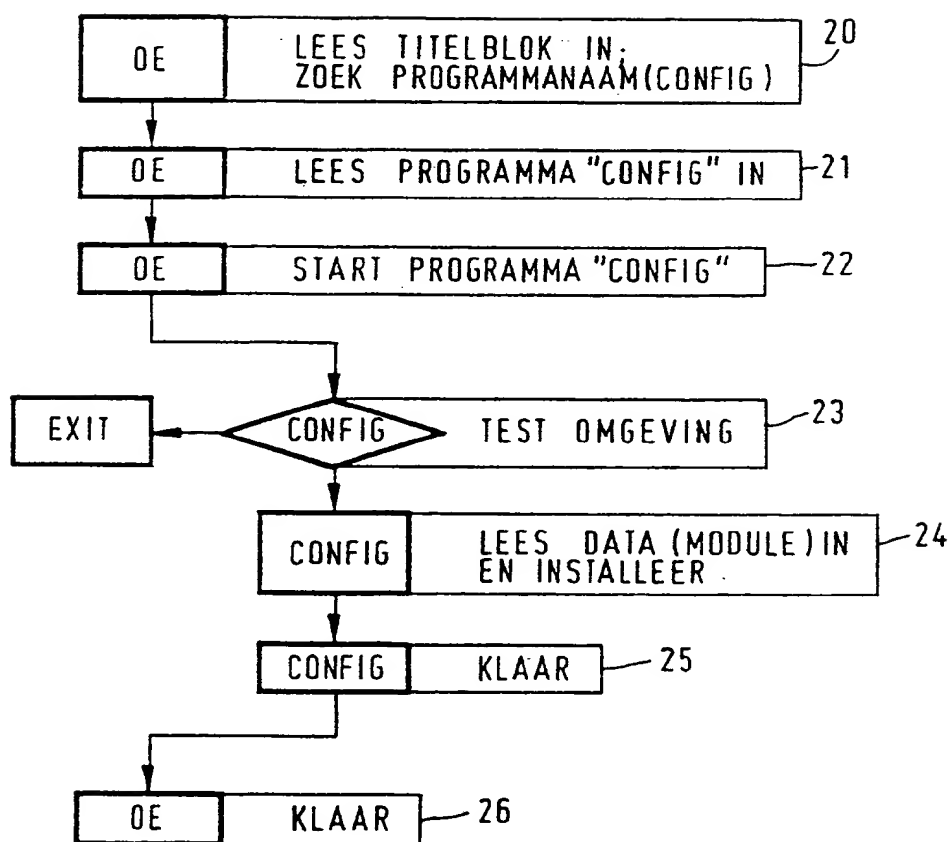 OE LEES TITELBLOK IN; 20
ZOEK PROGRAMMANAAM(CONFIG)
OE LEES PROGRAMMA "CONFIG" IN 21
OE START PROGRAMMA "CONFIG" 22
EXIT CONFIG TEST OMGEVING 23
CONFIG LEES DATA (MODULE) IN 24
EN INSTALLEER
CONFIG KLAAR 25
OE KLAAR 26